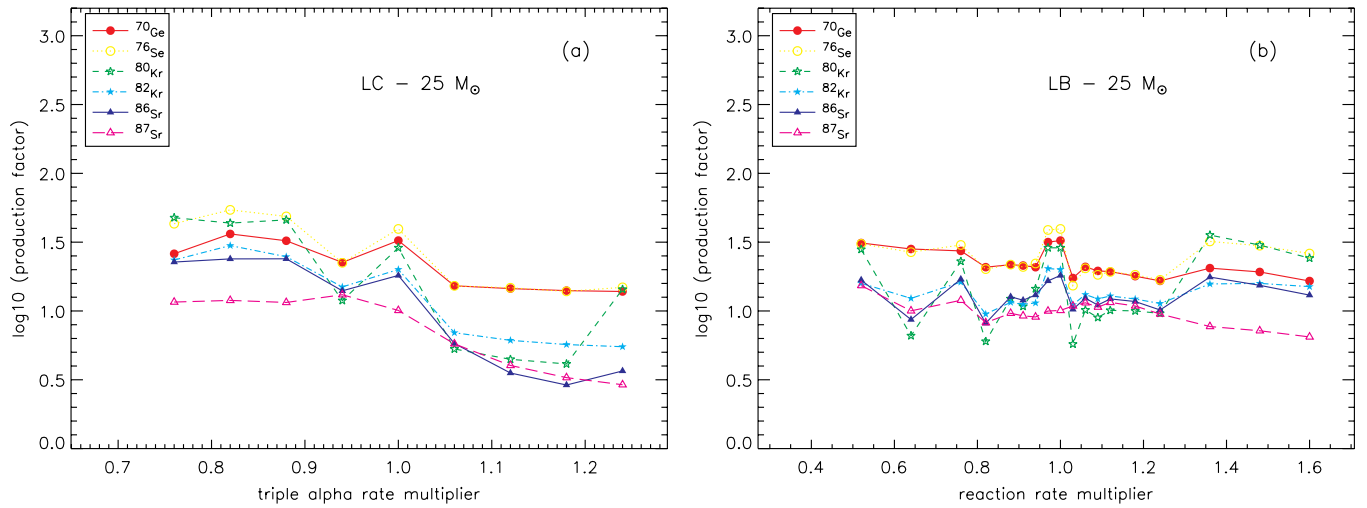 ⁷⁰Ge
⁷⁶Se
⁸⁰Kr
⁸²Kr
⁸⁶Sr
⁸⁷Sr
(a)
LC – 25 M☉
log10 (production factor)
3.0
2.5
2.0
1.5
1.0
0.5
0.0
0.7 0.8 0.9 1.0 1.1 1.2
triple alpha rate multiplier
⁷⁰Ge
⁷⁶Se
⁸⁰Kr
⁸²Kr
⁸⁶Sr
⁸⁷Sr
(b)
LB – 25 M☉
log10 (production factor)
3.0
2.5
2.0
1.5
1.0
0.5
0.0
0.4 0.6 0.8 1.0 1.2 1.4 1.6
reaction rate multiplier